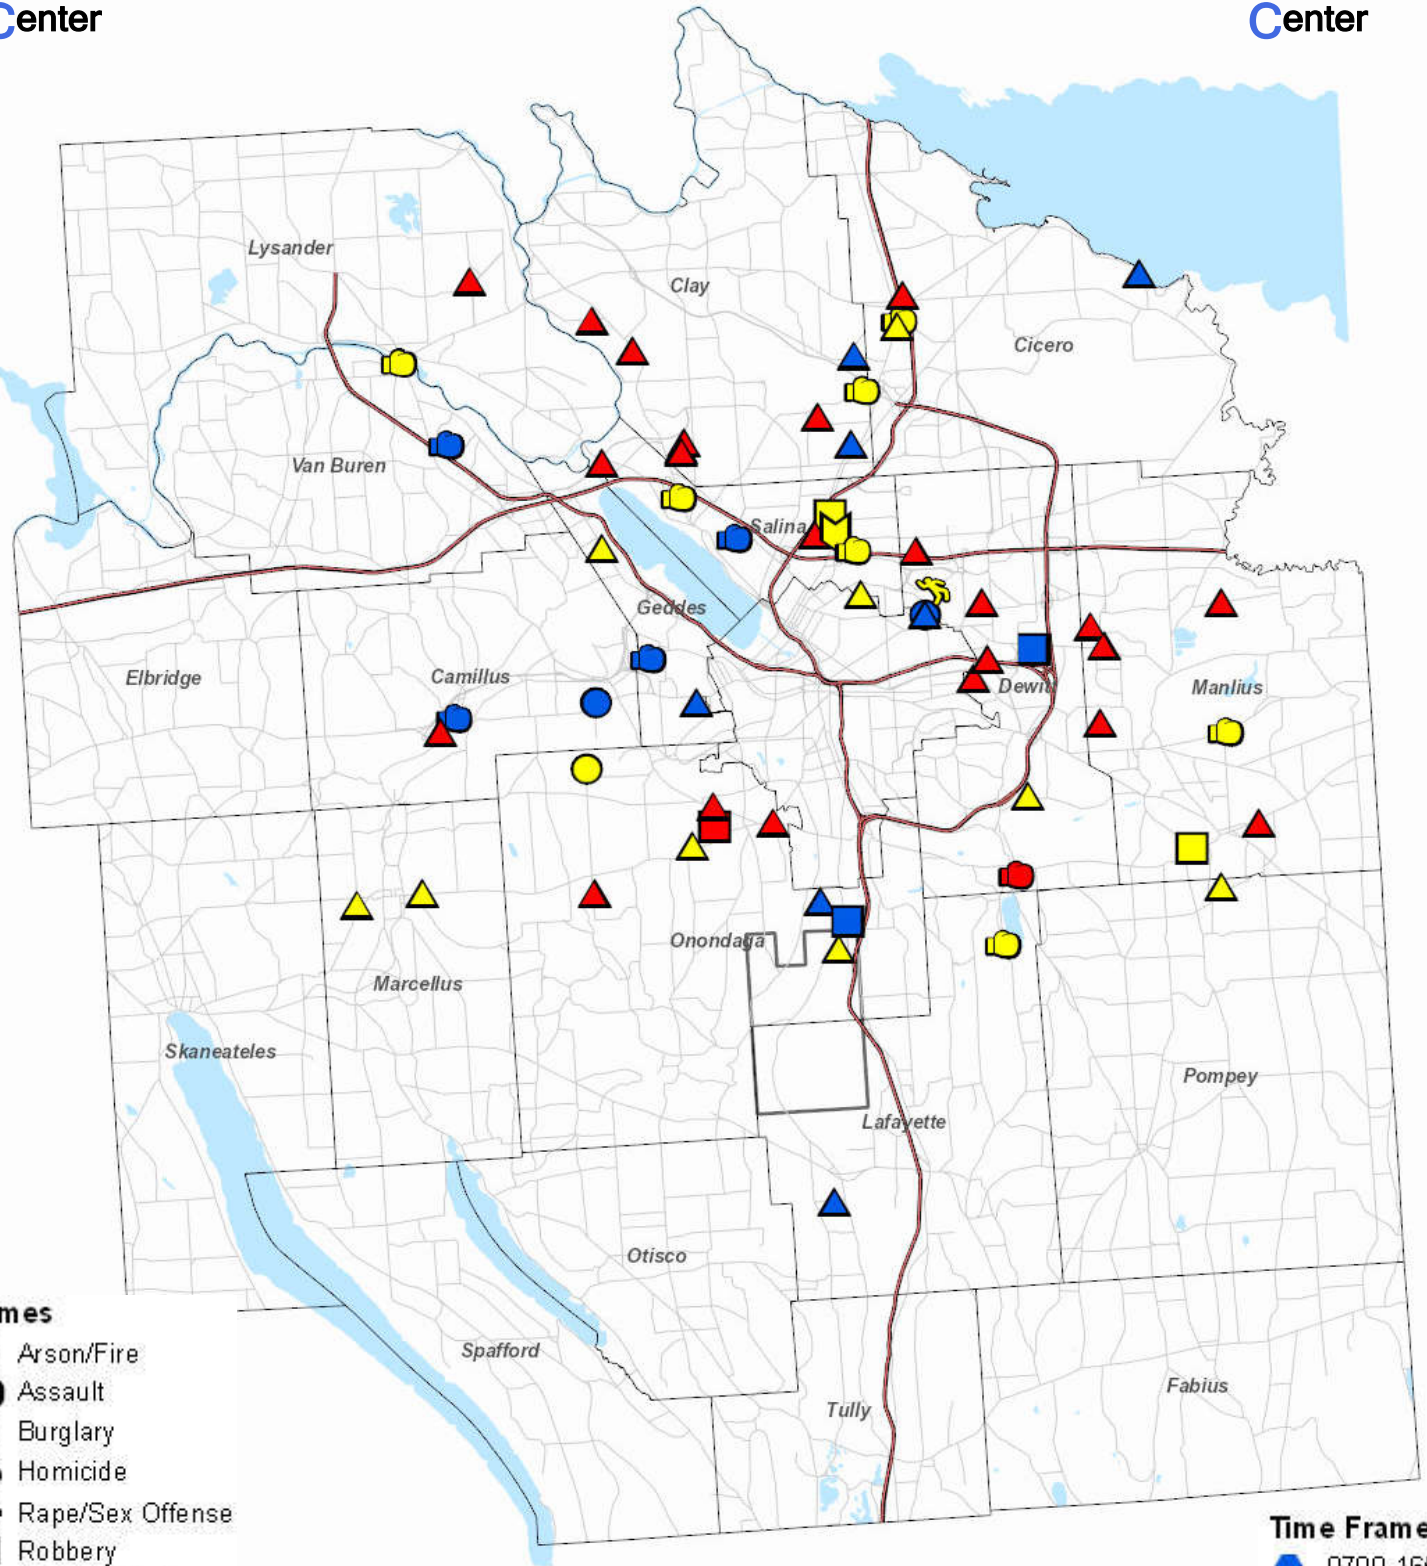 Center
Center
Lysander
Clay
Cicero
Van Buren
Salina
Geddes
Elbridge
Camillus
Dewitt
Manlius
Onondaga
Marcellus
Skaneateles
Pompey
Lafayette
Otisco
Spafford
Fabius
Tully
mes
Arson/Fire
Assault
Burglary
Homicide
Rape/Sex Offense
Robbery
Time Frame